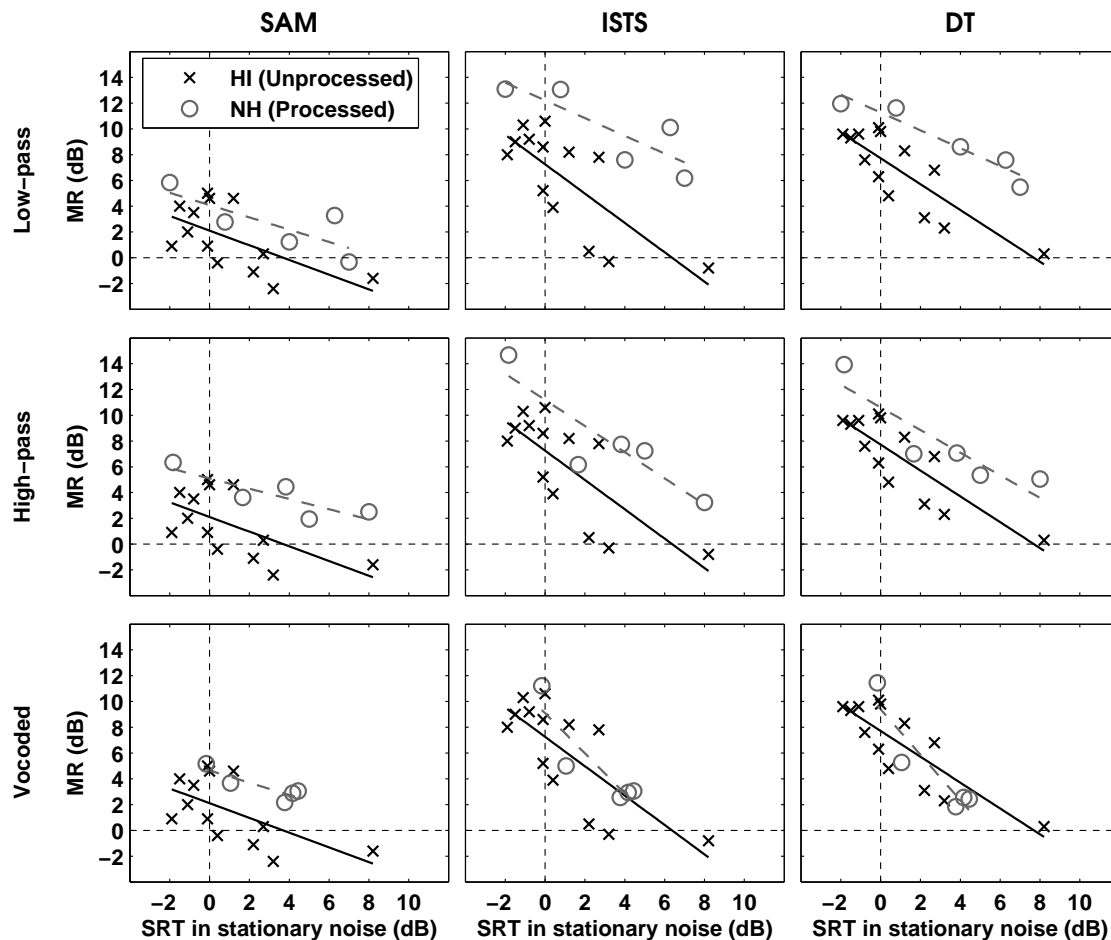 SAM ISTS DT
HI (Unprocessed)
NH (Processed)
Low-pass
MR (dB)
14
12
10
8
6
4
2
0
−2
High-pass
MR (dB)
14
12
10
8
6
4
2
0
−2
Vocoded
MR (dB)
14
12
10
8
6
4
2
0
−2
−2 0 2 4 6 8 10 −2 0 2 4 6 8 10 −2 0 2 4 6 8 10
SRT in stationary noise (dB) SRT in stationary noise (dB) SRT in stationary noise (dB)